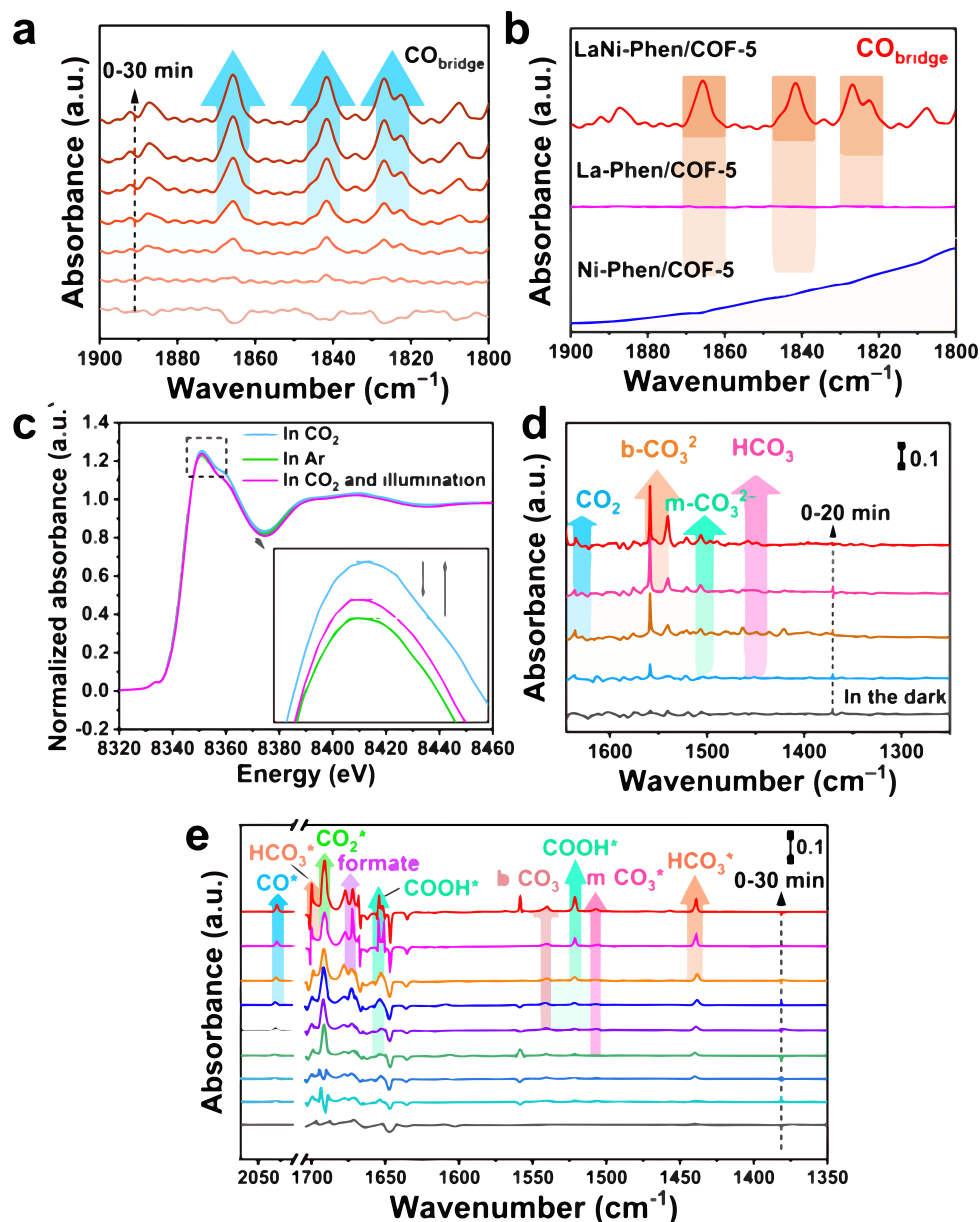 a
0-30 min
CO_bridge
Absorbance (a.u.)
1900 1880 1860 1840 1820 1800
Wavenumber (cm⁻¹)
b
LaNi-Phen/COF-5
CO_bridge
La-Phen/COF-5
Ni-Phen/COF-5
Absorbance (a.u.)
1900 1880 1860 1840 1820 1800
Wavenumber (cm⁻¹)
c
In CO₂
In Ar
In CO₂ and illumination
Normalized absorbance (a.u.)
1.4
1.2
1.0
0.8
0.6
0.4
0.2
0.0
-0.2
8320 8340 8360 8380 8400 8420 8440 8460
Energy (eV)
d
b-CO₃²
HCO₃
0.1
CO₂
m-CO₃²⁻
0-20 min
In the dark
Absorbance (a.u.)
1600 1500 1400 1300
Wavenumber (cm⁻¹)
e
CO₂*
0.1
HCO₃*
formate
COOH*
HCO₃*
CO*
COOH*
b CO₃
m CO₃*
0-30 min
Absorbance (a.u.)
2050 1700 1650 1600 1550 1500 1450 1400 1350
Wavenumber (cm⁻¹)